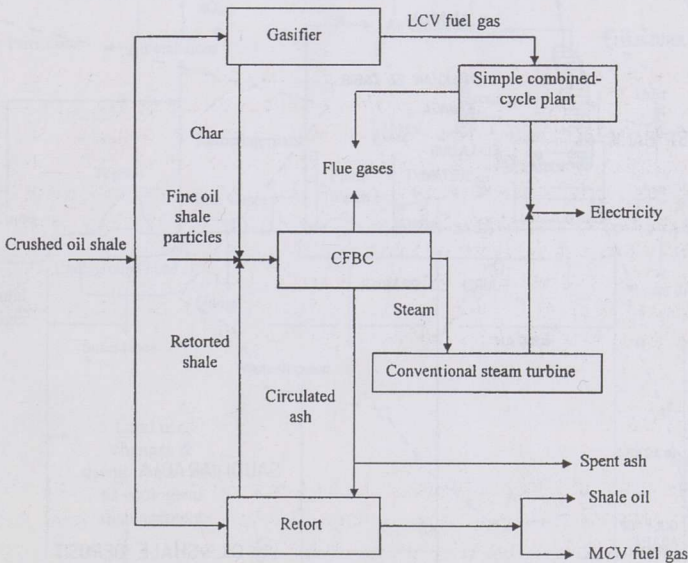 Gasifier
LCV fuel gas
Simple combined-
cycle plant
Char
Flue gases
Fine oil
shale
particles
Electricity
Crushed oil shale
CFBC
Steam
Retorted
shale
Conventional steam turbine
Circulated
ash
Spent ash
Shale oil
Retort
MCV fuel gas